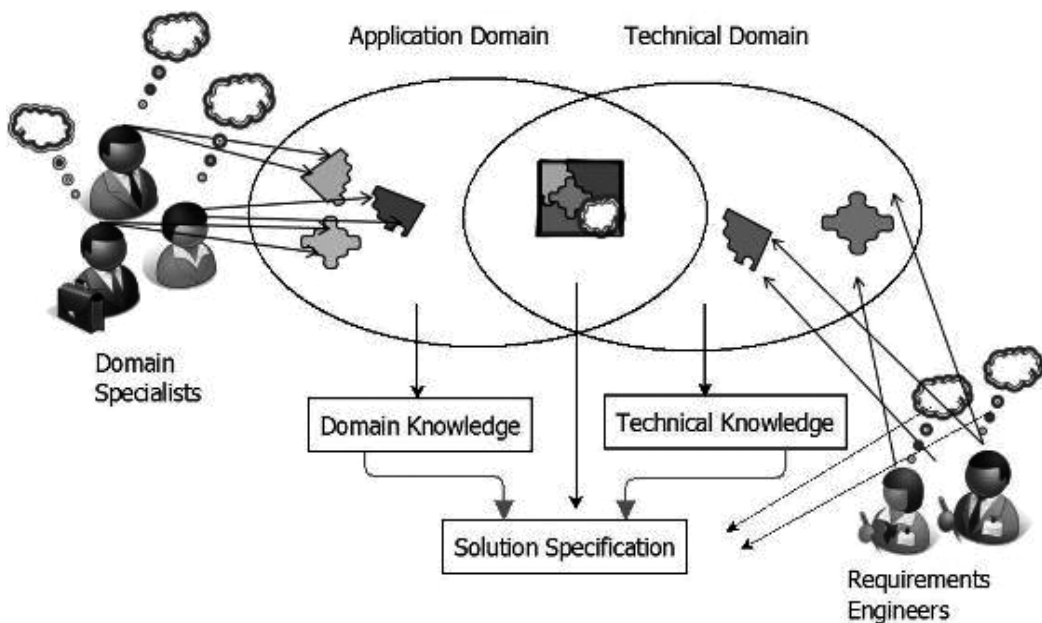 Application Domain
Technical Domain
Domain
Specialists
Domain Knowledge
Technical Knowledge
Solution Specification
Requirements
Engineers